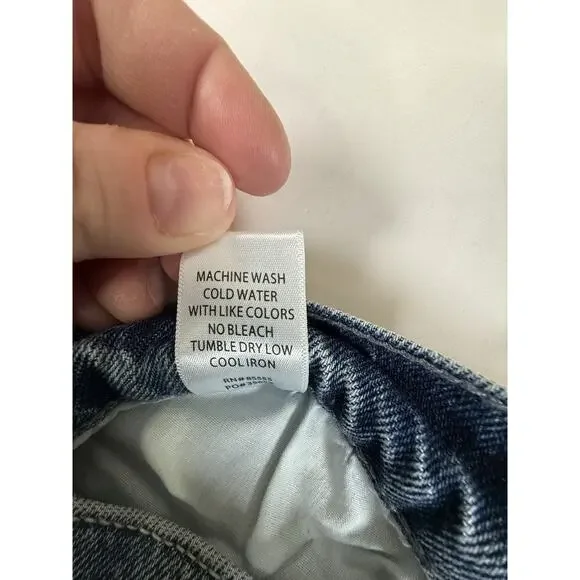 MACHINE WASH
COLD WATER
WITH LIKE COLORS
NO BLEACH
TUMBLE DRY LOW
COOL IRON